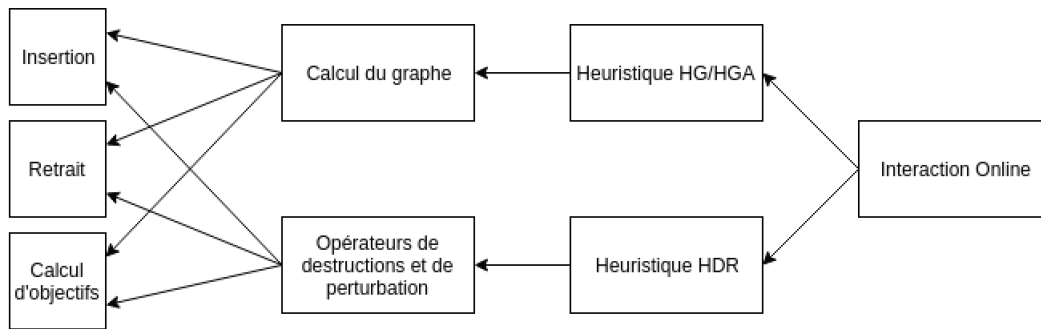 Insertion
Retrait
Calcul
d'objectifs
Calcul du graphe
Opérateurs de
destructions et de
perturbation
Heuristique HG/HGA
Heuristique HDR
Interaction Online